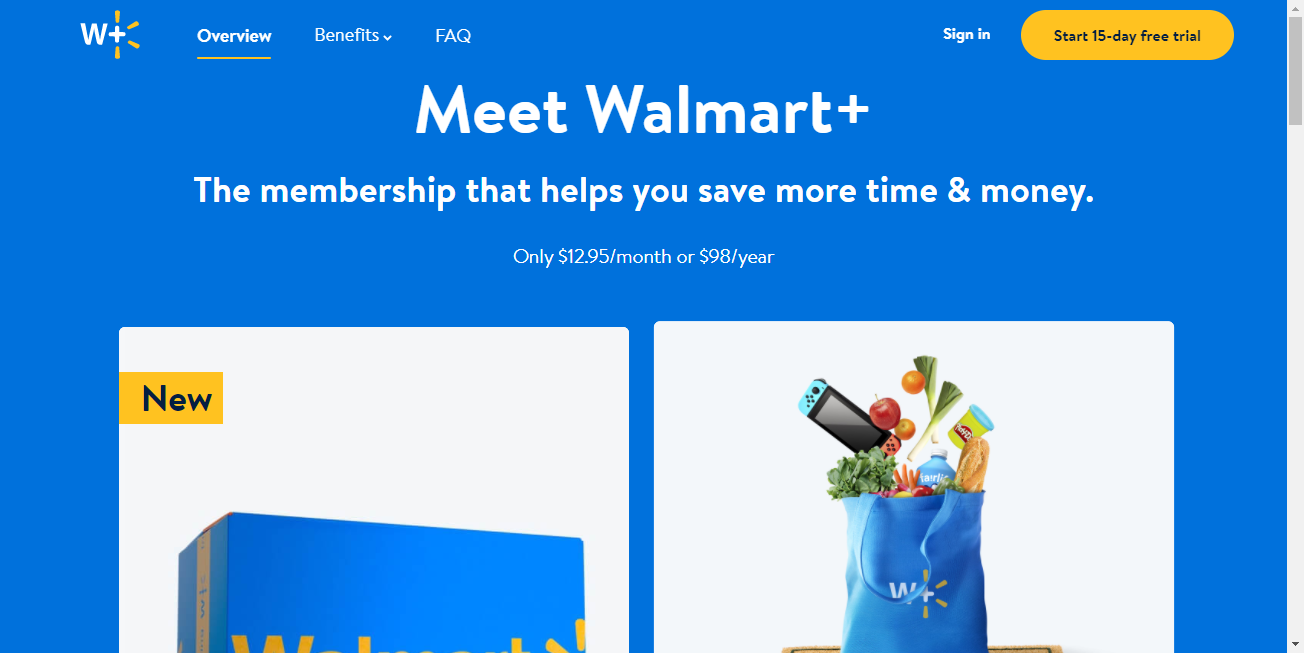 W+
Overview
Benefits
FAQ
Sign in
Start 15-day free trial
Meet Walmart+
The membership that helps you save more time & money.
Only $12.95/month or $98/year
New
Walmart
W+